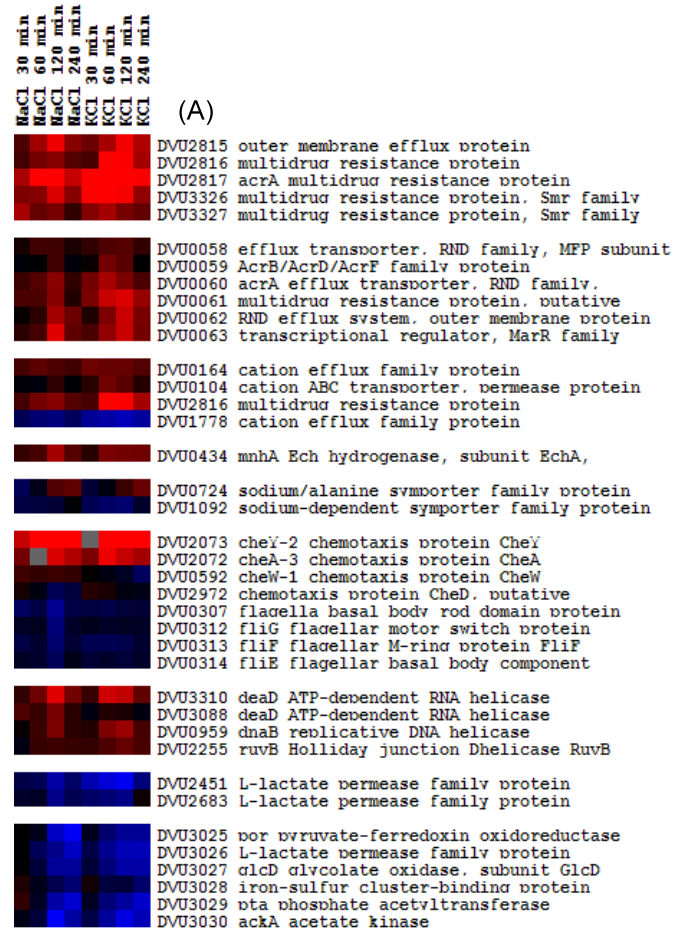 NaCl 30 min
NaCl 60 min
NaCl 120 min
NaCl 240 min
KCl 30 min
KCl 60 min
KCl 120 min
KCl 240 min
(A)
DVU2815 outer membrane efflux protein
DVU2816 multidrug resistance protein
DVU2817 acrA multidrug resistance protein
DVU3326 multidrug resistance protein, Smr family
DVU3327 multidrug resistance protein, Smr family
DVU0058 efflux transporter, RND family, MFP subunit
DVU0059 AcrB/AcrD/AcrF family protein
DVU0060 acrA efflux transporter, RND family,
DVU0061 multidrug resistance protein, putative
DVU0062 RND efflux system, outer membrane protein
DVU0063 transcriptional regulator, MarR family
DVU0164 cation efflux family protein
DVU0104 cation ABC transporter, permease protein
DVU2816 multidrug resistance protein
DVU1778 cation efflux family protein
DVU0434 mnhA Ech hydrogenase, subunit EchA,
DVU0724 sodium/alanine symporter family protein
DVU1092 sodium-dependent symporter family protein
DVU2073 cheY-2 chemotaxis protein CheY
DVU2072 cheA-3 chemotaxis protein CheA
DVU0592 cheW-1 chemotaxis protein CheW
DVU2972 chemotaxis protein CheD, putative
DVU0307 flagella basal body rod domain protein
DVU0312 fliG flagellar motor switch protein
DVU0313 fliF flagellar M-ring protein FliF
DVU0314 fliE flagellar basal body component
DVU3310 deaD ATP-dependent RNA helicase
DVU3088 deaD ATP-dependent RNA helicase
DVU0959 dnaB replicative DNA helicase
DVU2255 ruvB Holliday junction Dhelicase RuvB
DVU2451 L-lactate permease family protein
DVU2683 L-lactate permease family protein
DVU3025 por pyruvate-ferredoxin oxidoreductase
DVU3026 L-lactate permease family protein
DVU3027 glcD glycolate oxidase, subunit GlcD
DVU3028 iron-sulfur cluster-binding protein
DVU3029 pta phosphate acetyltransferase
DVU3030 ackA acetate kinase